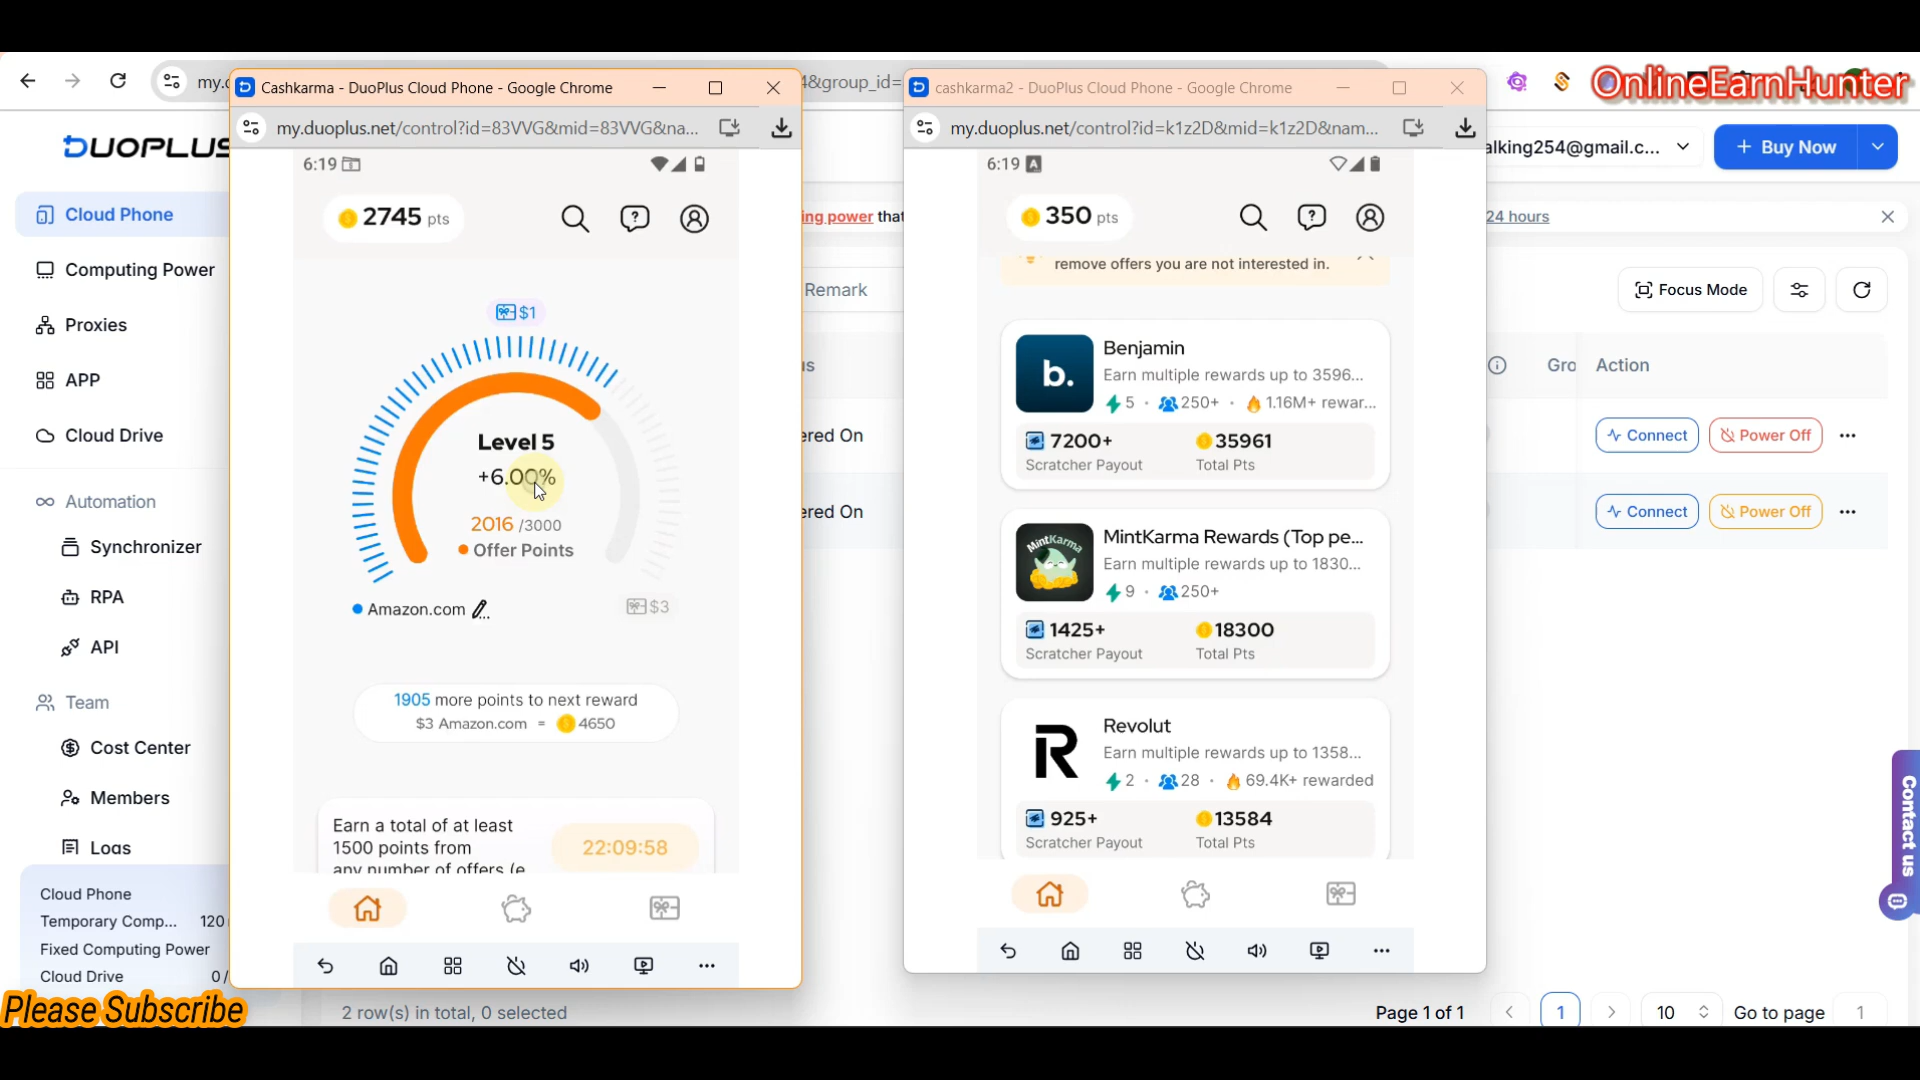 OnlineEarnHunter
my.d
4&group_id=
DUOPLUS
alking254@gmail.c...
Buy Now
ing power that
24 hours
Remark
Focus Mode
Gro
Action
ered On
Connect
Power Off
ered On
Connect
Power Off
Cloud Phone
Computing Power
Proxies
APP
Cloud Drive
Automation
Synchronizer
RPA
API
Team
Cost Center
Members
Logs
Cloud Phone
Temporary Comp... 120
Fixed Computing Power
Cloud Drive 0 /
Please Subscribe
2 row(s) in total, 0 selected
Page 1 of 1
1
10
Go to page
1
Contact us
Cashkarma - DuoPlus Cloud Phone - Google Chrome
my.duoplus.net/control?id=83VVG&mid=83VVG&na...
6:19
2745 pts
$1
Level 5
+6.00%
2016 /3000
Offer Points
Amazon.com
$3
1905 more points to next reward
$3 Amazon.com = 4650
Earn a total of at least
1500 points from
any number of offers (e
22:09:58
cashkarma2 - DuoPlus Cloud Phone - Google Chrome
my.duoplus.net/control?id=k1z2D&mid=k1z2D&nam...
6:19 A
350 pts
remove offers you are not interested in.
b.
Benjamin
Earn multiple rewards up to 3596...
5 · 250+ · 1.16M+ rewar...
7200+
Scratcher Payout
35961
Total Pts
MintKarma
MintKarma Rewards (Top pe...
Earn multiple rewards up to 1830...
9 · 250+
1425+
Scratcher Payout
18300
Total Pts
R
Revolut
Earn multiple rewards up to 1358...
2 · 28 · 69.4K+ rewarded
925+
Scratcher Payout
13584
Total Pts